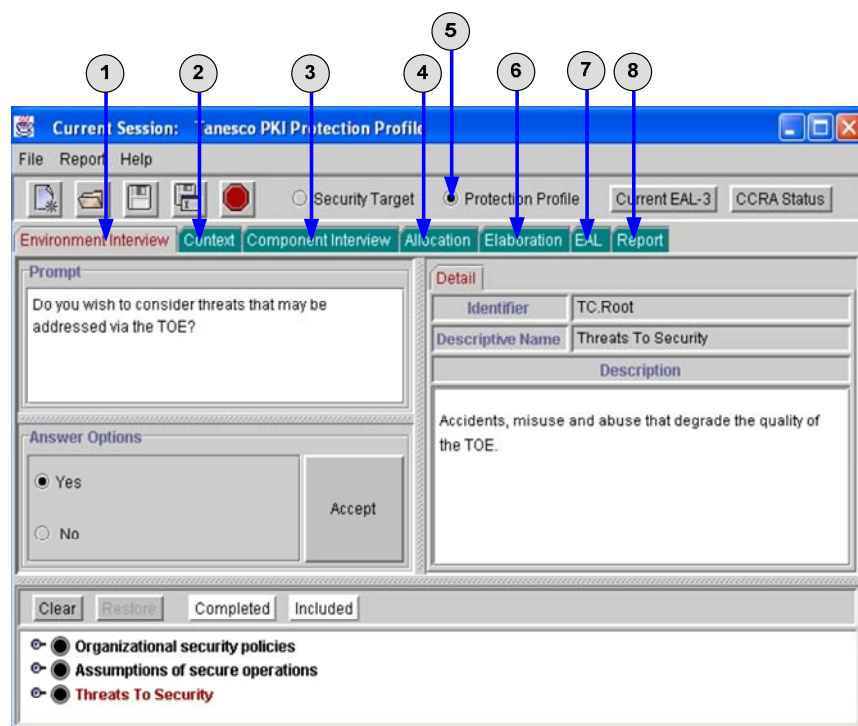 5
1 2 3 4 6 7 8
Current Session: Tanesco PKI Protection Profile
File Report Help
Security Target Protection Profile Current EAL-3 CCRA Status
Environment Interview Context Component Interview Allocation Elaboration EAL Report
Prompt
Do you wish to consider threats that may be
addressed via the TOE?
Answer Options
Yes
No
Accept
Detail
Identifier TC.Root
Descriptive Name Threats To Security
Description
Accidents, misuse and abuse that degrade the quality of
the TOE.
Clear Restore Completed Included
Organizational security policies
Assumptions of secure operations
Threats To Security